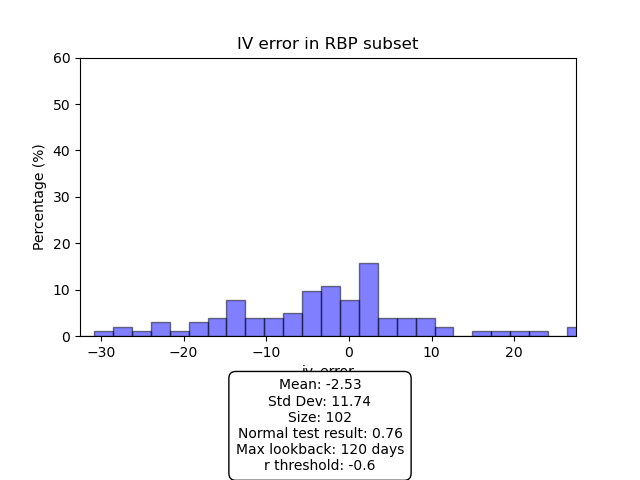 IV error in RBP subset
Percentage (%)
60
50
40
30
20
10
0
−30
−20
−10
0
10
20
iv_error
Mean: -2.53
Std Dev: 11.74
Size: 102
Normal test result: 0.76
Max lookback: 120 days
r threshold: -0.6